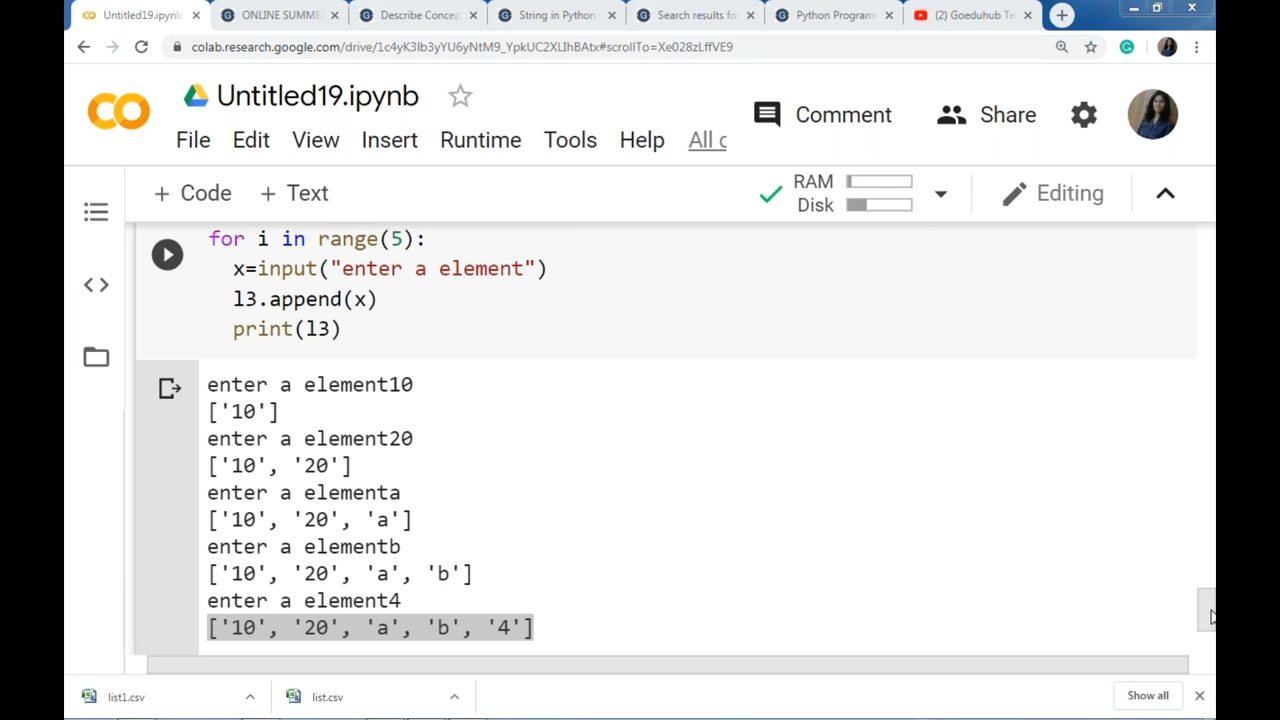 Untitled19.ipynb
ONLINE SUMME
Describe Concep
String in Python
Search results fo
Python Program
(2) Goeduhub Te
colab.research.google.com/drive/1c4yK3Ib3yYU6yNtM9_YpkUC2XLIhBAtx#scrollTo=Xe028zLffVE9
Untitled19.ipynb
Comment
Share
File Edit View Insert Runtime Tools Help All c
+ Code + Text
RAM
Disk
Editing
for i in range(5):
x=input("enter a element")
l3.append(x)
print(l3)
enter a element10
['10']
enter a element20
['10', '20']
enter a elementa
['10', '20', 'a']
enter a elementb
['10', '20', 'a', 'b']
enter a element4
['10', '20', 'a', 'b', '4']
list1.csv
list.csv
Show all